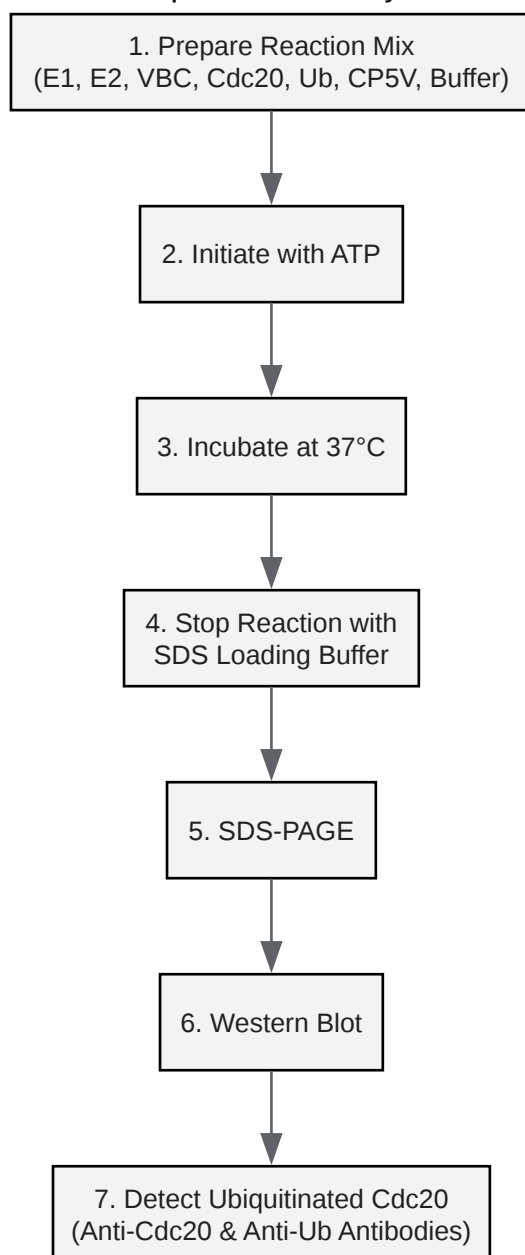 1. Prepare Reaction Mix
(E1, E2, VBC, Cdc20, Ub, CP5V, Buffer)
2. Initiate with ATP
3. Incubate at 37°C
4. Stop Reaction with
SDS Loading Buffer
5. SDS-PAGE
6. Western Blot
7. Detect Ubiquitinated Cdc20
(Anti-Cdc20 & Anti-Ub Antibodies)